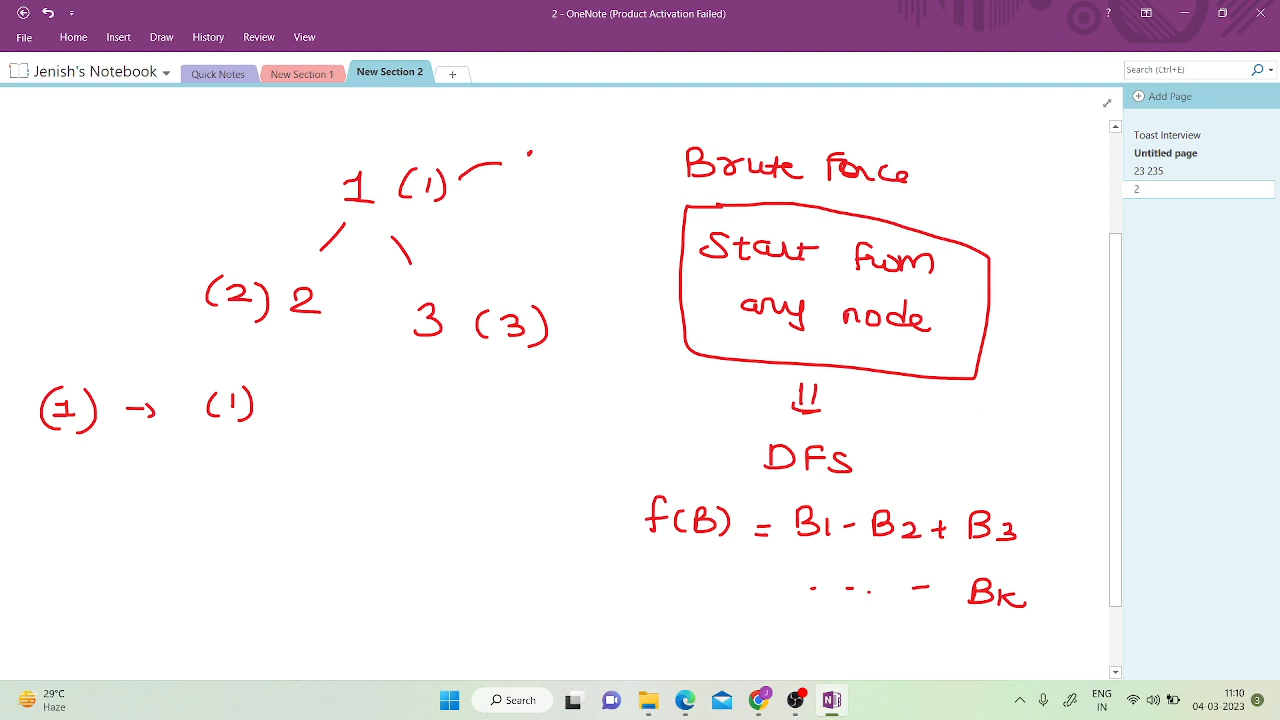 2 - OneNote (Product Activation Failed)
File Home Insert Draw History Review View
Jenish's Notebook Quick Notes New Section 1 New Section 2
Search (Ctrl+E)
Add Page
Toast Interview
Untitled page
23 235
2
1 (1)
(2) 2
3 (3)
(1) → (1)
Brute Force
Start from
any node
DFS
f(B) = B1 - B2 + B3
. . . . - BK
29°C
Haze
Search
ENG
IN
11:10
04-03-2023
3